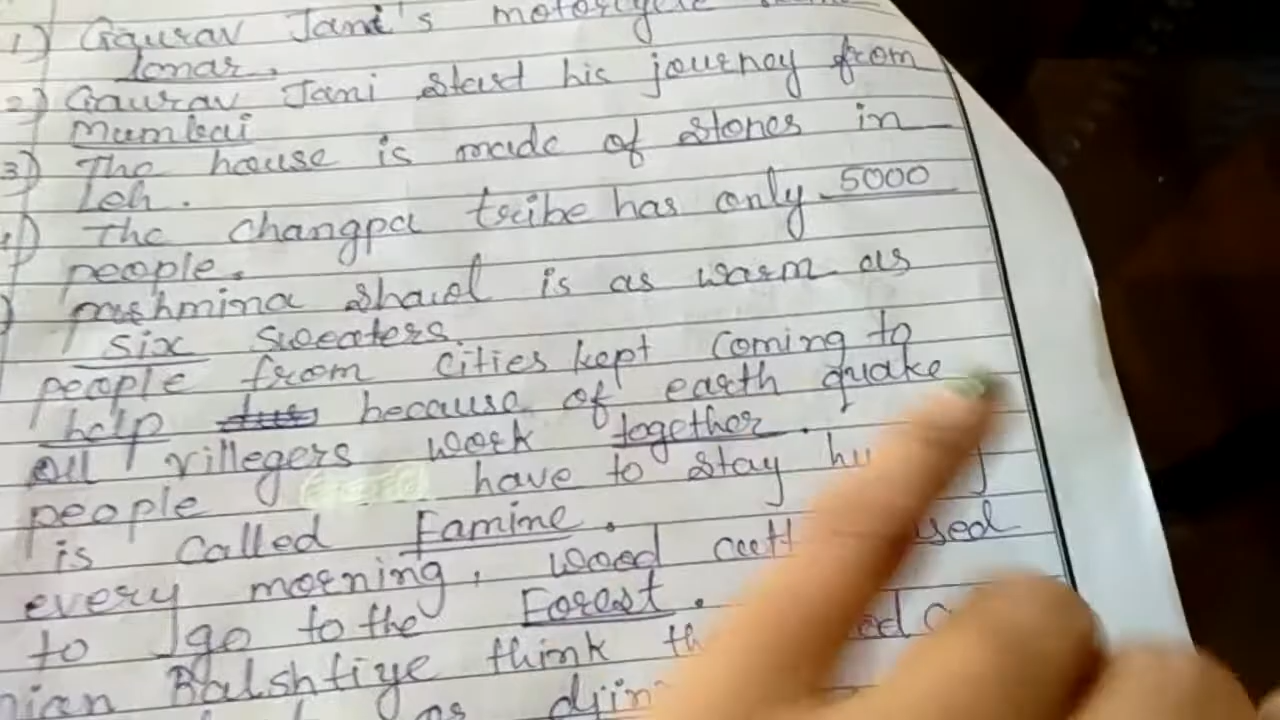 1) Gaurav Jani's motorcycle
Lonar.
2) Gaurav Jani start his journey from
Mumbai
3) The house is made of stones in
Leh.
4) The changpa tribe has only 5000
people.
) pashmina shawl is as warm as
six sweaters.
people from cities kept coming to
help because of earth quake
all villegers work together.
people have to stay
is called Famine.
every morning, wood used
to go to the Forest.
Balshtiye think
as